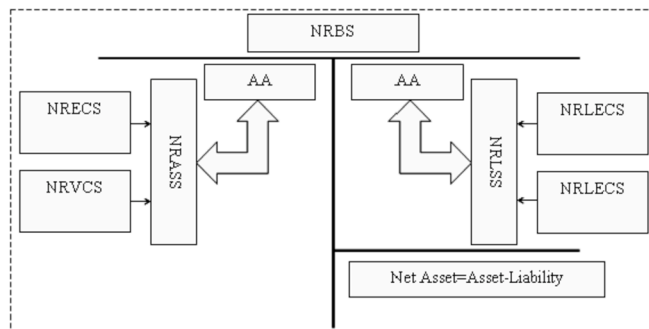 NRBS
AA
AA
NRECS
NRVCS
NRASS
NRLSS
NRLECS
NRLECS
Net Asset=Asset-Liability